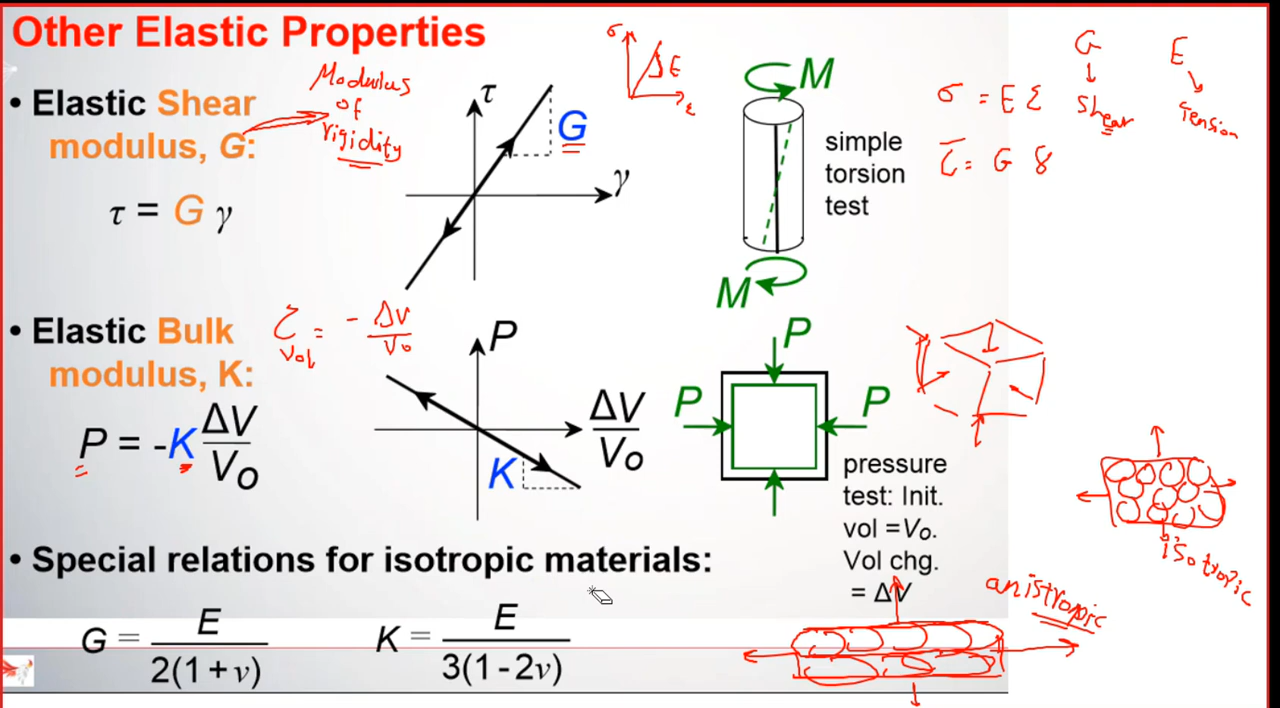 Other Elastic Properties
• Elastic Shear
modulus, G:
Modulus
of
rigidity
τ = G γ
τ
G
γ
σ
E
ε
M
simple
torsion
test
M
G
E
σ = E Σ
shear
Tension
τ = G γ
• Elastic Bulk
modulus, K:
P = -K ΔV/Vo
vol = - ΔV/Vo
P
ΔV
Vo
K
P
P
P
pressure
test: Init.
vol = Vo.
Vol chg.
= ΔV
isotropic
anistropic
• Special relations for isotropic materials:
G = E / 2(1 + ν)
K = E / 3(1 - 2ν)